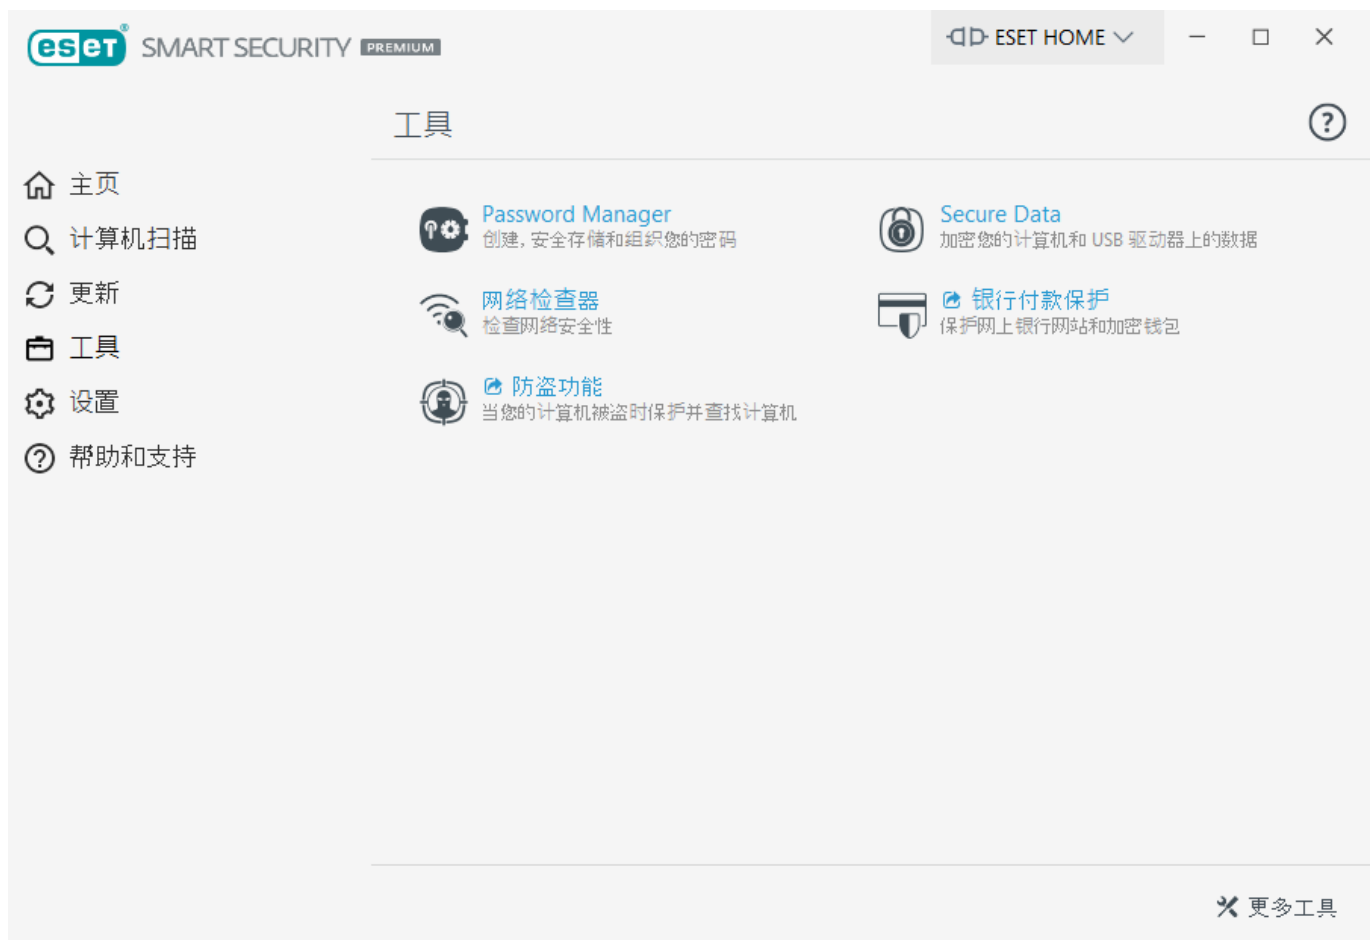 eset® SMART SECURITY PREMIUM
ESET HOME
工具
主页
计算机扫描
更新
工具
设置
帮助和支持
Password Manager
创建, 安全存储和组织您的密码
Secure Data
加密您的计算机和 USB 驱动器上的数据
网络检查器
检查网络安全性
银行付款保护
保护网上银行网站和加密钱包
防盗功能
当您的计算机被盗时保护并查找计算机
更多工具